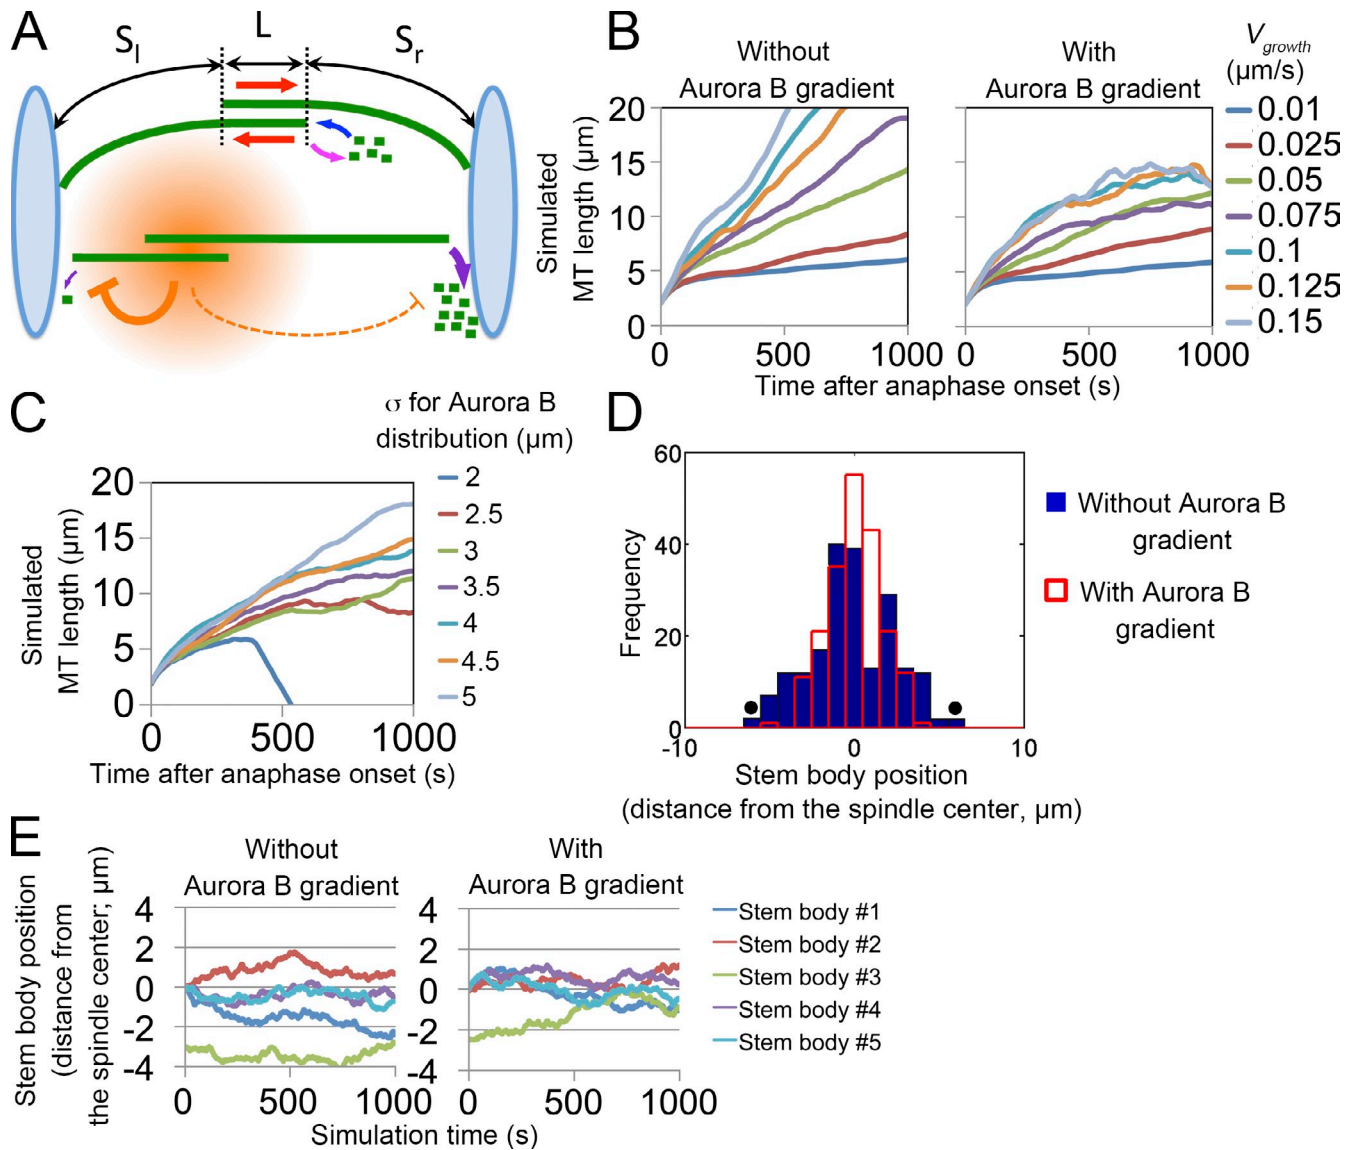 A
S_l
L
S_r
B
Without
Aurora B gradient
With
Aurora B gradient
V_growth
(µm/s)
0.01
0.025
0.05
0.075
0.1
0.125
0.15
Simulated
MT length (µm)
20
15
10
5
0
0
500
1000
0
500
1000
Time after anaphase onset (s)
C
σ for Aurora B
distribution (µm)
2
2.5
3
3.5
4
4.5
5
Simulated
MT length (µm)
20
15
10
5
0
0
500
1000
Time after anaphase onset (s)
D
Frequency
60
40
20
0
-10
0
10
Stem body position
(distance from the spindle center, µm)
Without Aurora B
gradient
With Aurora B
gradient
E
Without
Aurora B gradient
With
Aurora B gradient
Stem body position
(distance from
the spindle center; µm)
4
2
0
-2
-4
0
500
1000
4
2
0
-2
-4
0
500
1000
Simulation time (s)
Stem body #1
Stem body #2
Stem body #3
Stem body #4
Stem body #5